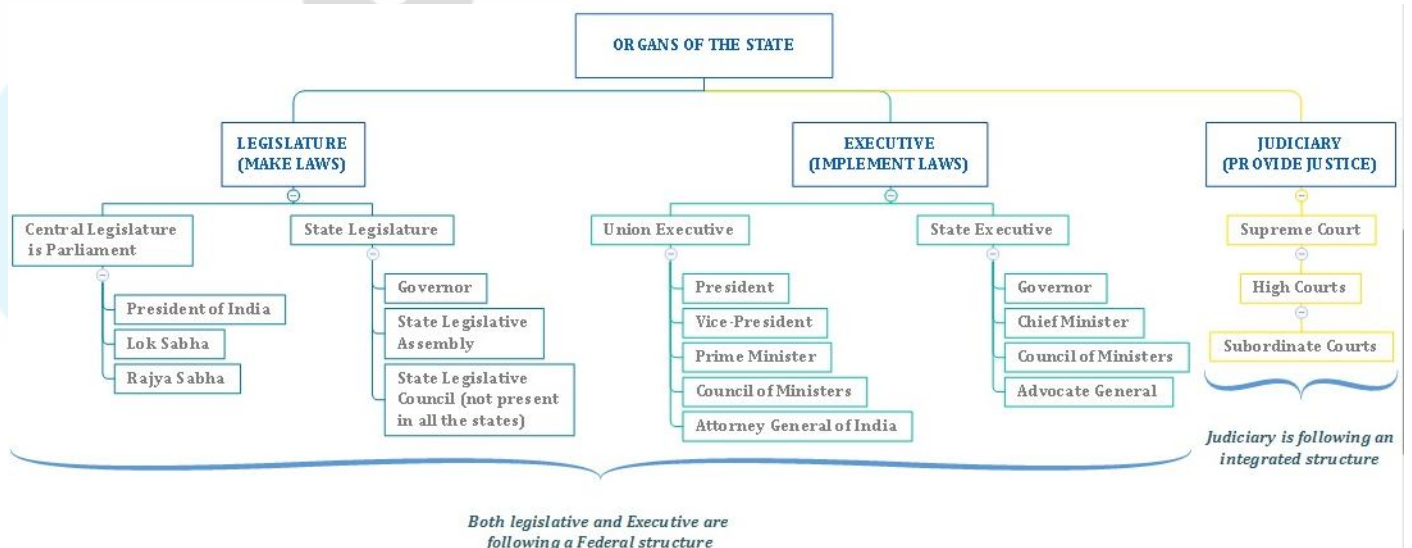 ORGANS OF THE STATE
LEGISLATURE
(MAKE LAWS)
Central Legislature
is Parliament
President of India
Lok Sabha
Rajya Sabha
State Legislature
Governor
State Legislative
Assembly
State Legislative
Council (not present
in all the states)
EXECUTIVE
(IMPLEMENT LAWS)
Union Executive
President
Vice-President
Prime Minister
Council of Ministers
Attorney General of India
State Executive
Governor
Chief Minister
Council of Ministers
Advocate General
JUDICIARY
(PROVIDE JUSTICE)
Supreme Court
High Courts
Subordinate Courts
Judiciary is following an
integrated structure
Both legislative and Executive are
following a Federal structure